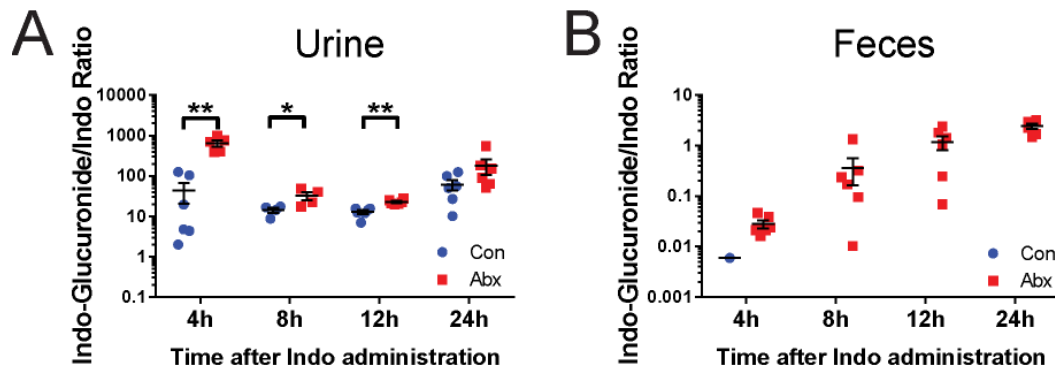 A
Urine
Indo-Glucuronide/Indo Ratio
10000
1000
100
10
1
0.1
**
*
**
Con
Abx
4h 8h 12h 24h
Time after Indo administration
B
Feces
Indo-Glucuronide/Indo Ratio
10
1
0.1
0.01
0.001
Con
Abx
4h 8h 12h 24h
Time after Indo administration